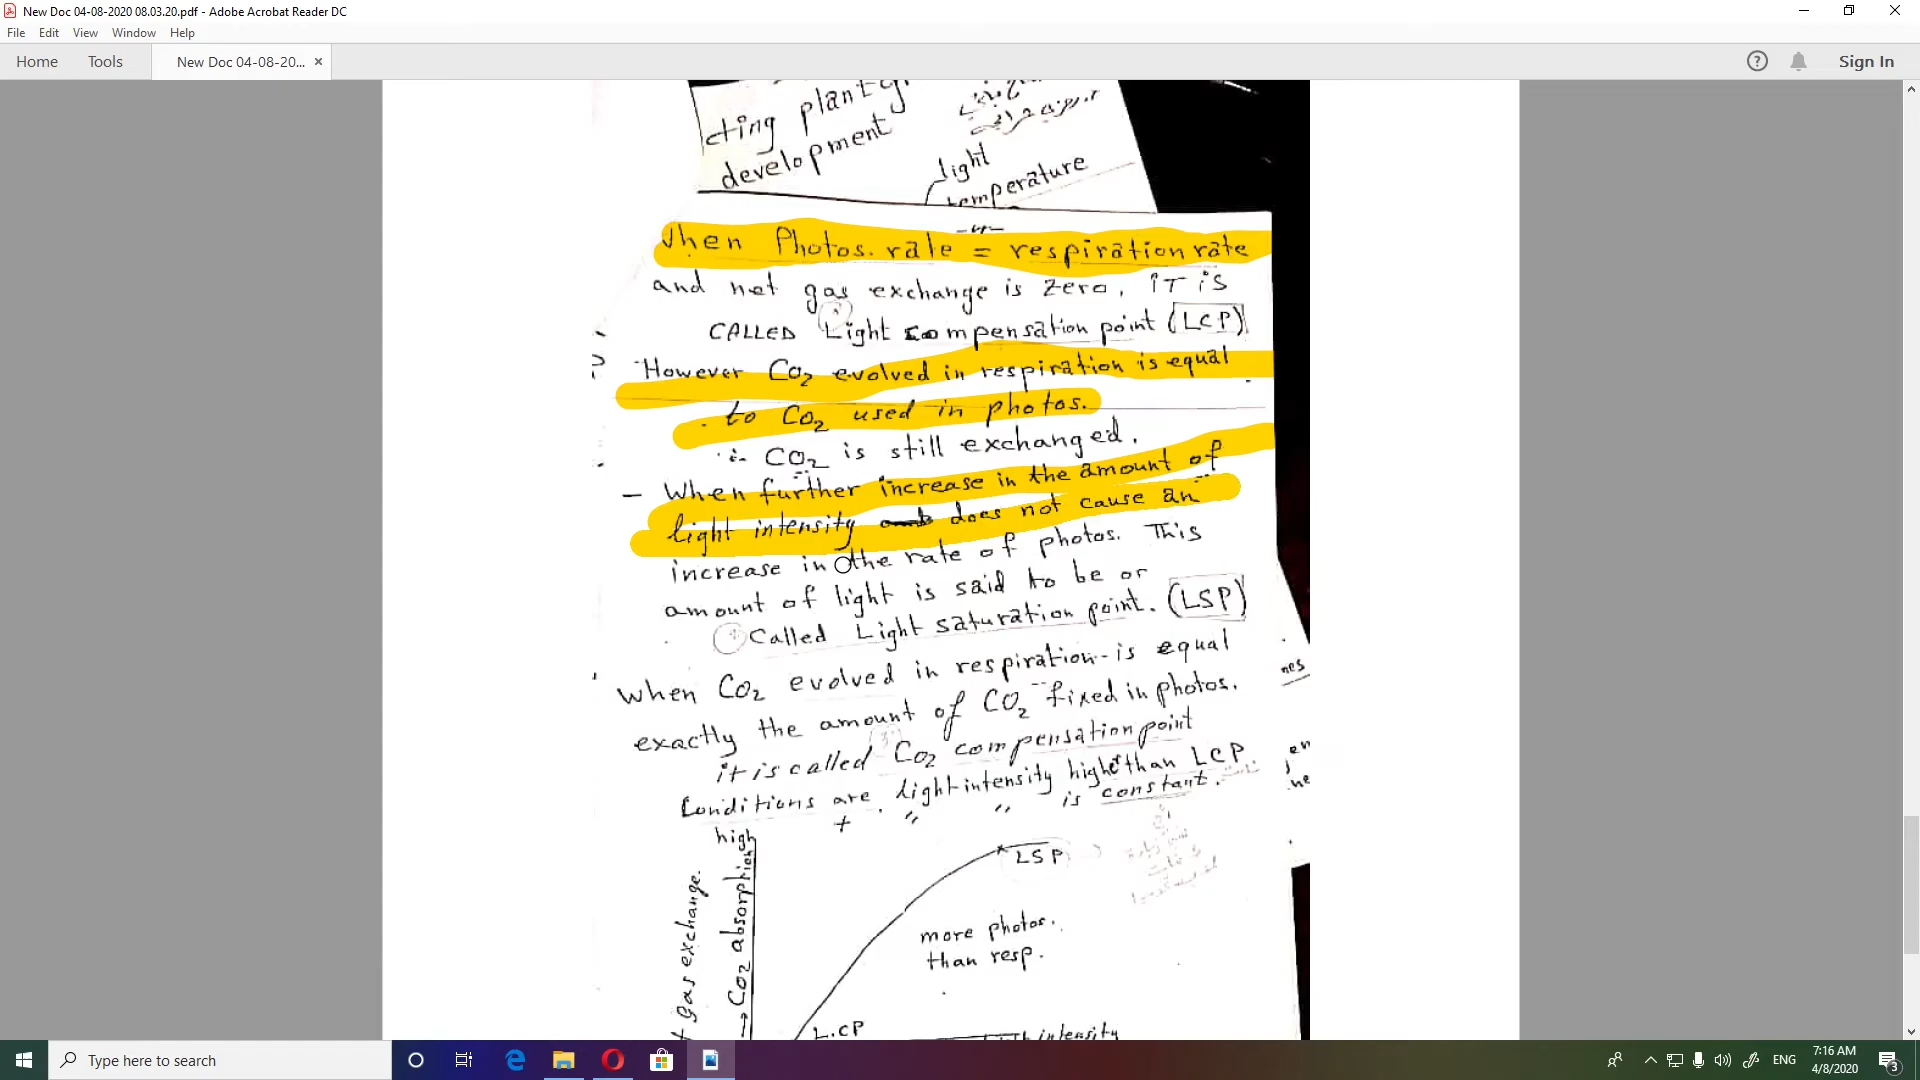 New Doc 04-08-2020 08.03.20.pdf - Adobe Acrobat Reader DC
File Edit View Window Help
Home Tools New Doc 04-08-20... × Sign In
cting plant g
development
light
temperature
When Photos. rate = respiration rate
and net gas exchange is zero, iT iS
CALLED Light compensation point (LCP)
However CO2 evolved in respiration is equal
to CO2 used in photos.
∴ CO2 is still exchanged.
- When further increase in the amount of
light intensity does not cause an
increase in the rate of photos. This
amount of light is said to be or
Called Light saturation point. (LSP)
nes
when CO2 evolved in respiration is equal
exactly the amount of CO2 fixed in photos.
it is called CO2 compensation point
Conditions are light intensity higher than LCP
+ " " is constant.
high
gas exchange.
→ CO2 absorption
LSP
more photos.
than resp.
L.CP
intensity
Type here to search
ENG
7:16 AM
4/8/2020
3